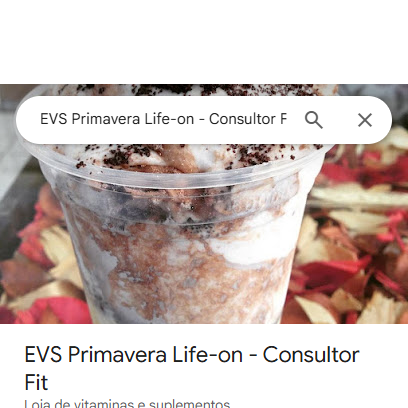 EVS Primavera Life-on - Consultor F
EVS Primavera Life-on - Consultor
Fit
Loja de vitaminas e suplementos